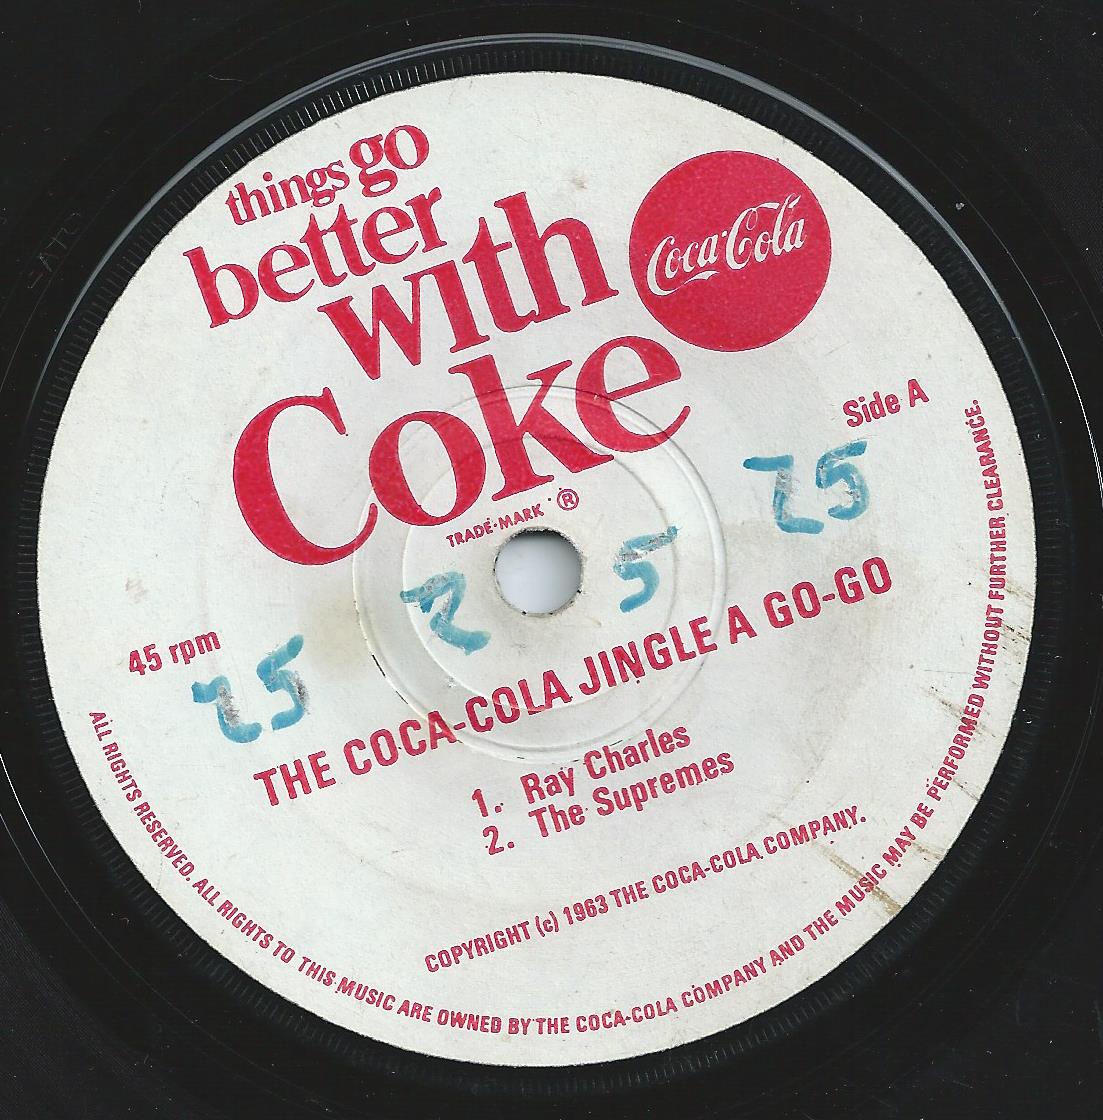 things go
better
with
Coke
TRADE-MARK ®
Coca-Cola
Side A
25
25
45 rpm
25
THE COCA-COLA JINGLE A GO-GO
1. Ray Charles
2. The Supremes
COPYRIGHT (c) 1963 THE COCA-COLA COMPANY.
ALL RIGHTS RESERVED. ALL RIGHTS TO THIS MUSIC ARE OWNED BY THE COCA-COLA COMPANY AND THE MUSIC MAY BE PERFORMED WITHOUT FURTHER CLEARANCE.